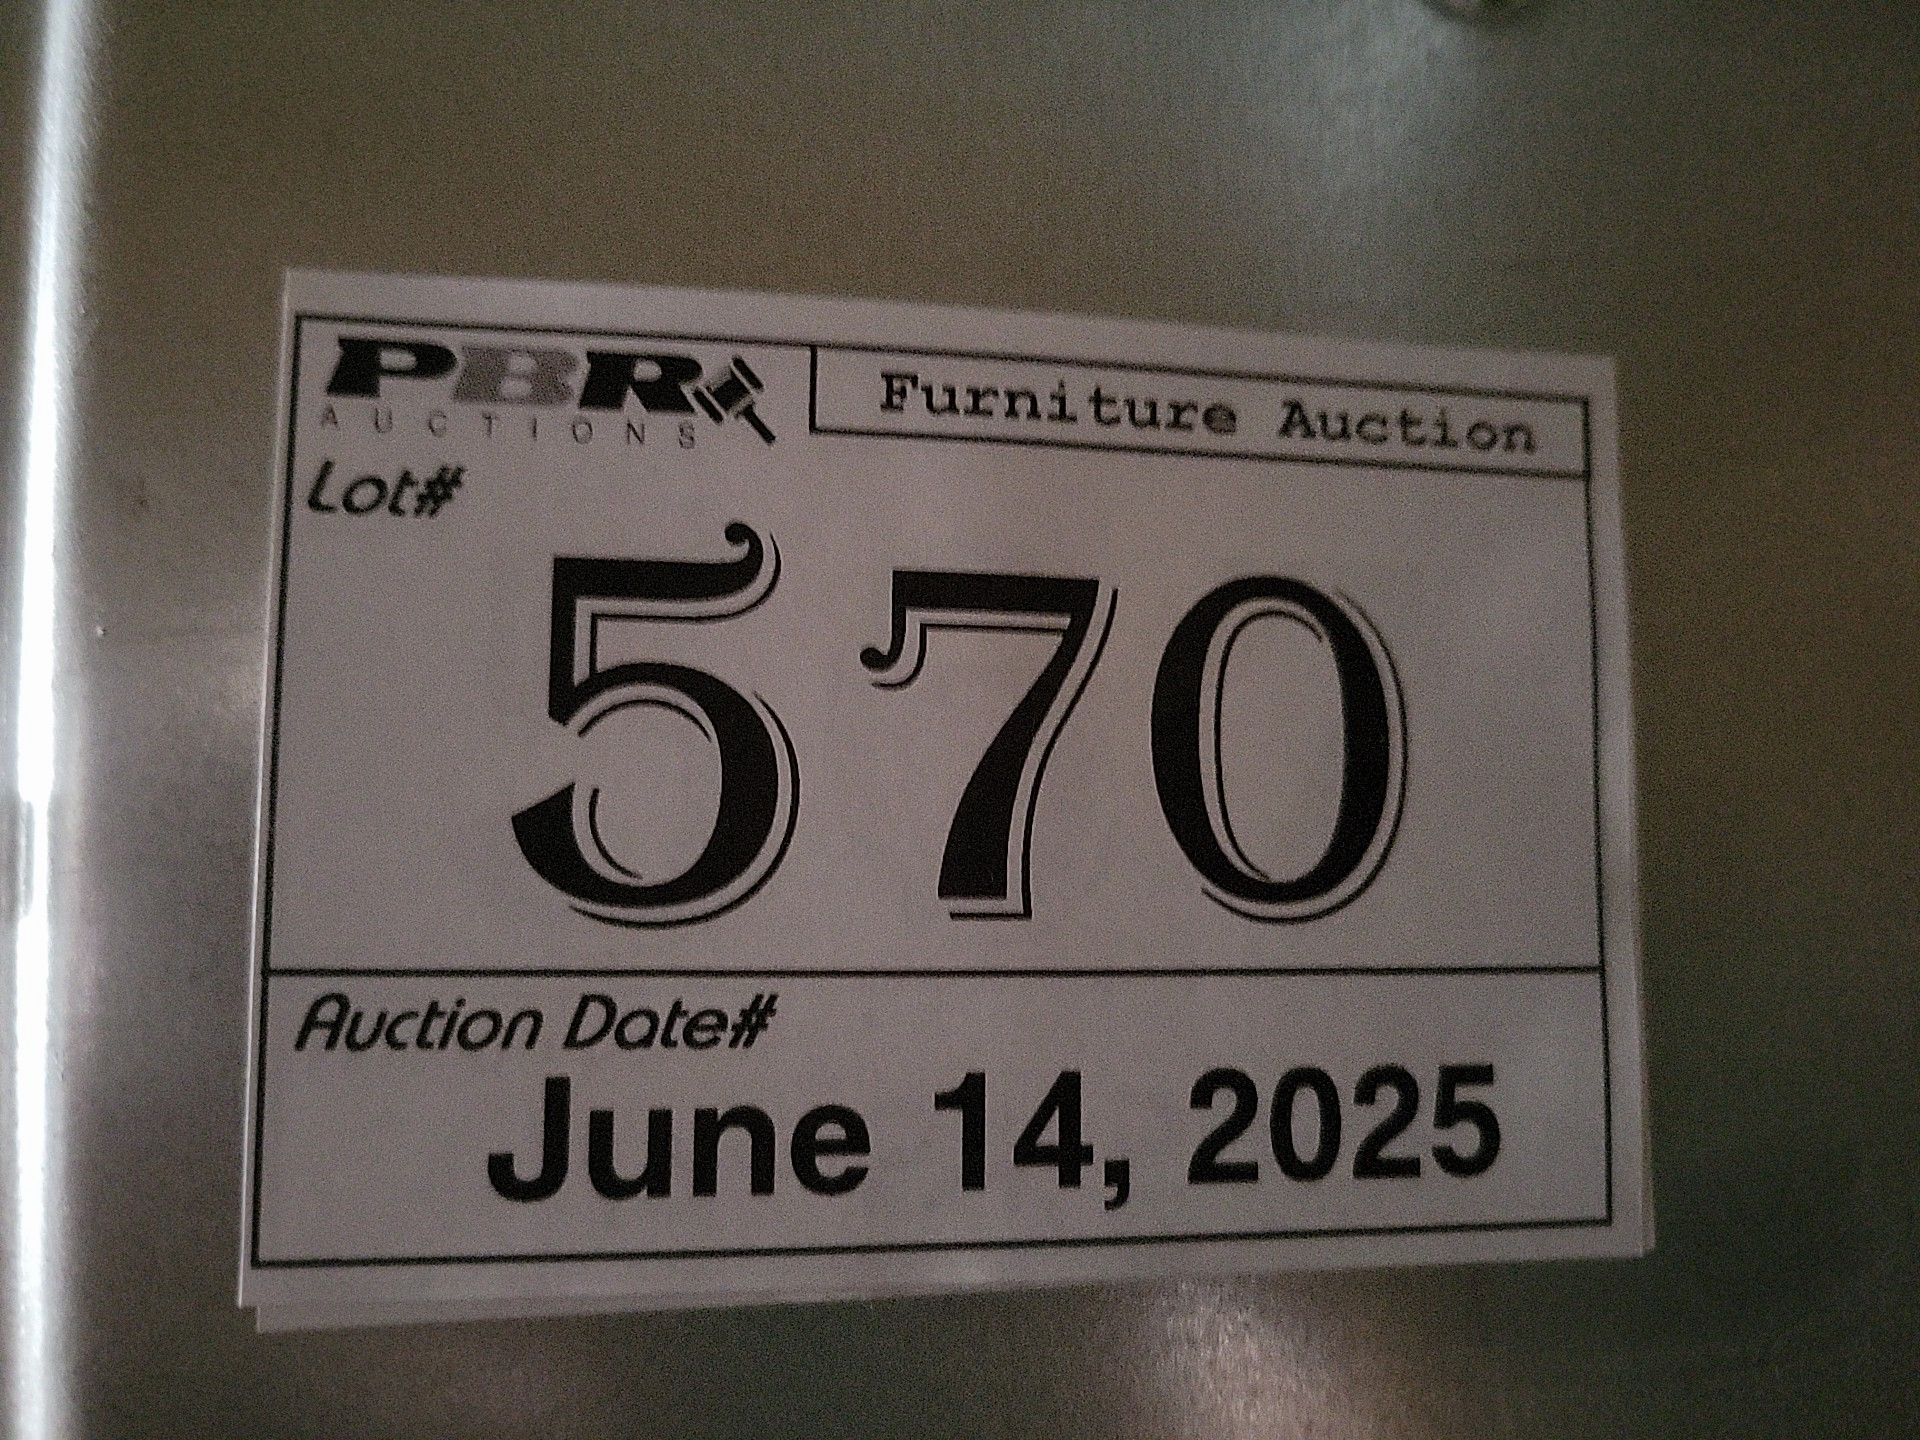 PBR
AUCTIONS
Furniture Auction
Lot#
570
Auction Date#
June 14, 2025